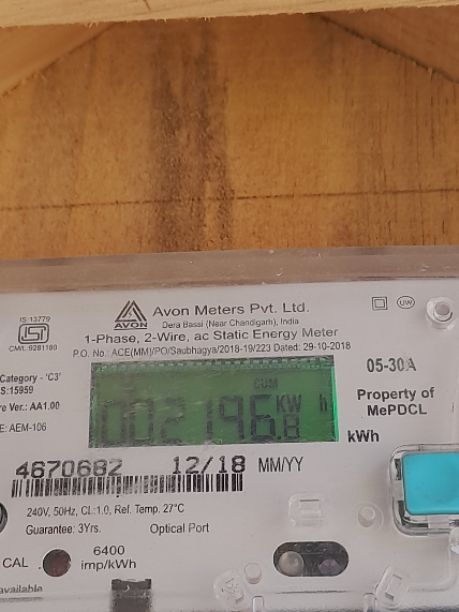 IS 13779
ISI
CM/L 9281180
AVON
Avon Meters Pvt. Ltd.
Dera Bassi (Near Chandigarh), India
UW
1-Phase, 2-Wire, ac Static Energy Meter
P.O. No.: ACE(MM)/PO/Saubhagya/2018-19/223 Dated: 29-10-2018
05-30A
Category - 'C3'
S:15959
Property of
MePDCL
re Ver.: AA1.00
E: AEM-106
CUM
002196.8 KW h
kWh
4670682 12/18 MM/YY
240V, 50Hz, CL:1.0, Ref. Temp. 27°C
Guarantee: 3Yrs. Optical Port
CAL
6400
imp/kWh
available